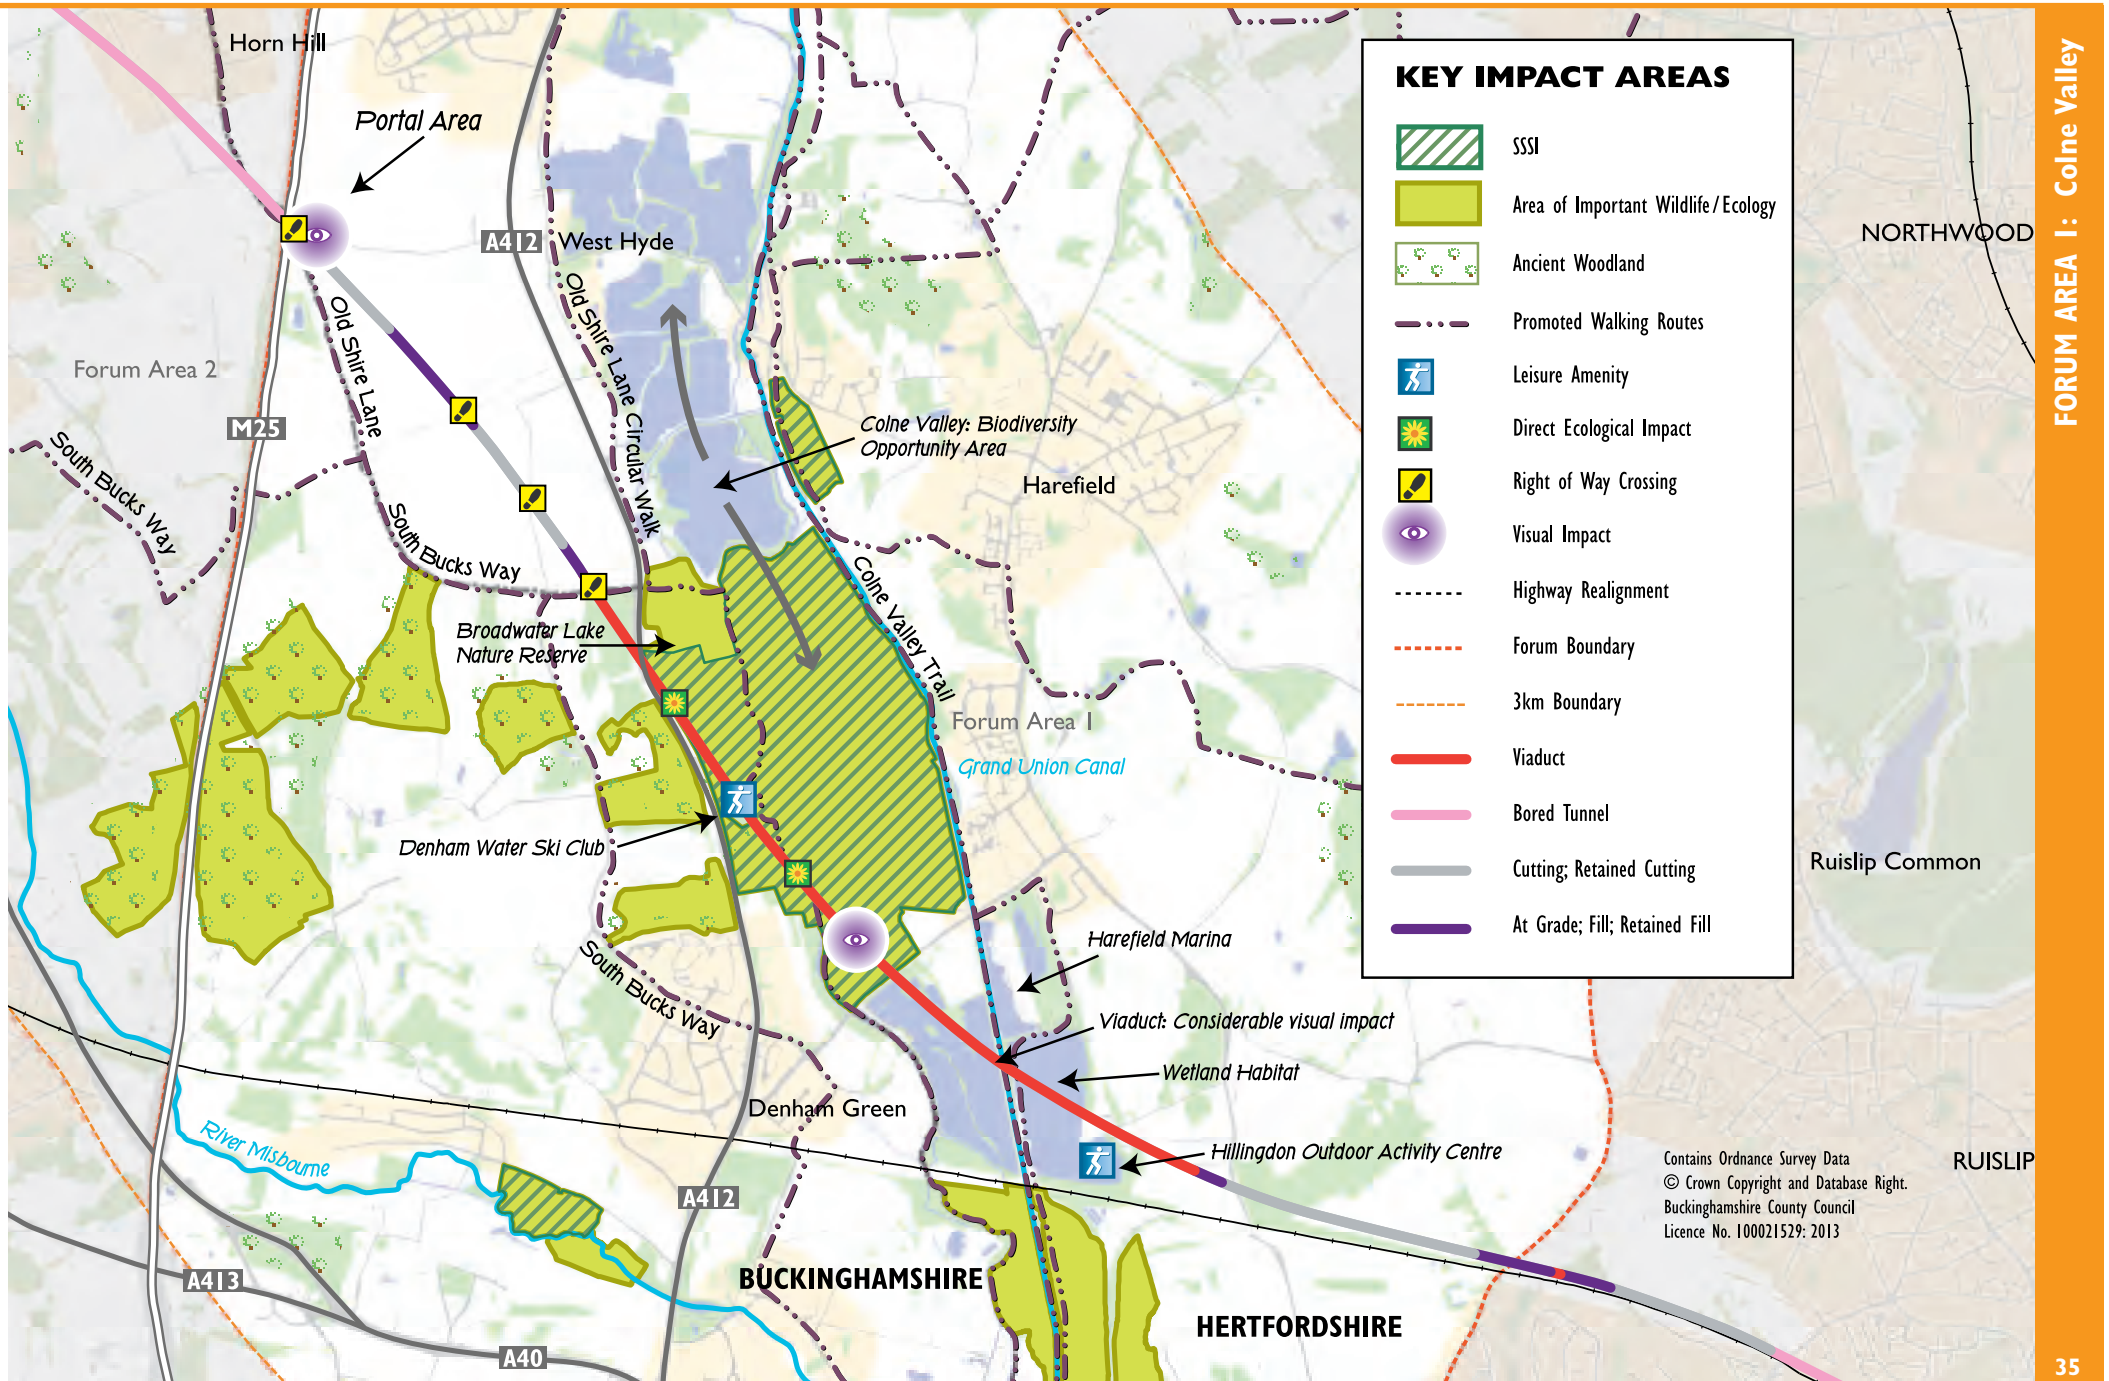 Horn Hill
Portal Area
A412
West Hyde
Forum Area 2
M25
Old Shire Lane
Old Shire Lane Circular Walk
South Bucks Way
South Bucks Way
South Bucks Way
Colne Valley: Biodiversity
Opportunity Area
Harefield
Broadwater Lake
Nature Reserve
Colne Valley Trail
Forum Area 1
Grand Union Canal
Denham Water Ski Club
Harefield Marina
Viaduct: Considerable visual impact
Wetland Habitat
Denham Green
Hillingdon Outdoor Activity Centre
River Misbourne
A412
A413
A40
BUCKINGHAMSHIRE
HERTFORDSHIRE
KEY IMPACT AREAS
SSSI
Area of Important Wildlife/Ecology
Ancient Woodland
Promoted Walking Routes
Leisure Amenity
Direct Ecological Impact
Right of Way Crossing
Visual Impact
Highway Realignment
Forum Boundary
3km Boundary
Viaduct
Bored Tunnel
Cutting; Retained Cutting
At Grade; Fill; Retained Fill
NORTHWOOD
Ruislip Common
RUISLIP
Contains Ordnance Survey Data
© Crown Copyright and Database Right.
Buckinghamshire County Council
Licence No. 100021529: 2013
FORUM AREA 1: Colne Valley
35